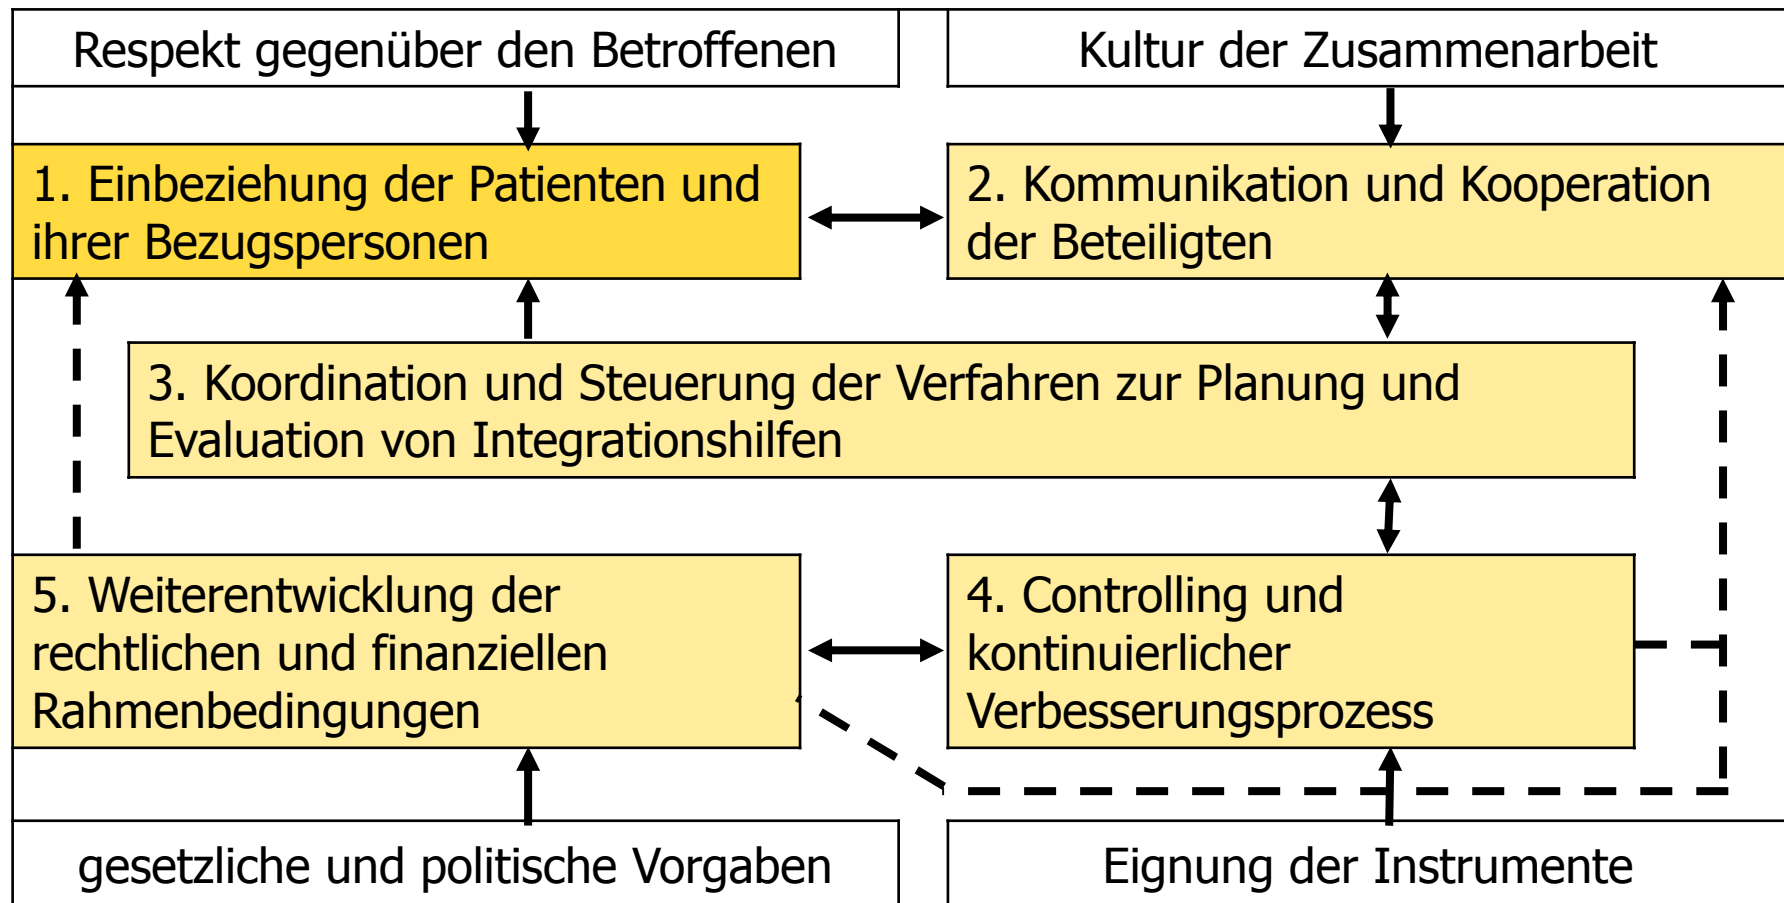 Respekt gegenüber den Betroffenen
Kultur der Zusammenarbeit
1. Einbeziehung der Patienten und
ihrer Bezugspersonen
2. Kommunikation und Kooperation
der Beteiligten
3. Koordination und Steuerung der Verfahren zur Planung und
Evaluation von Integrationshilfen
5. Weiterentwicklung der
rechtlichen und finanziellen
Rahmenbedingungen
4. Controlling und
kontinuierlicher
Verbesserungsprozess
gesetzliche und politische Vorgaben
Eignung der Instrumente